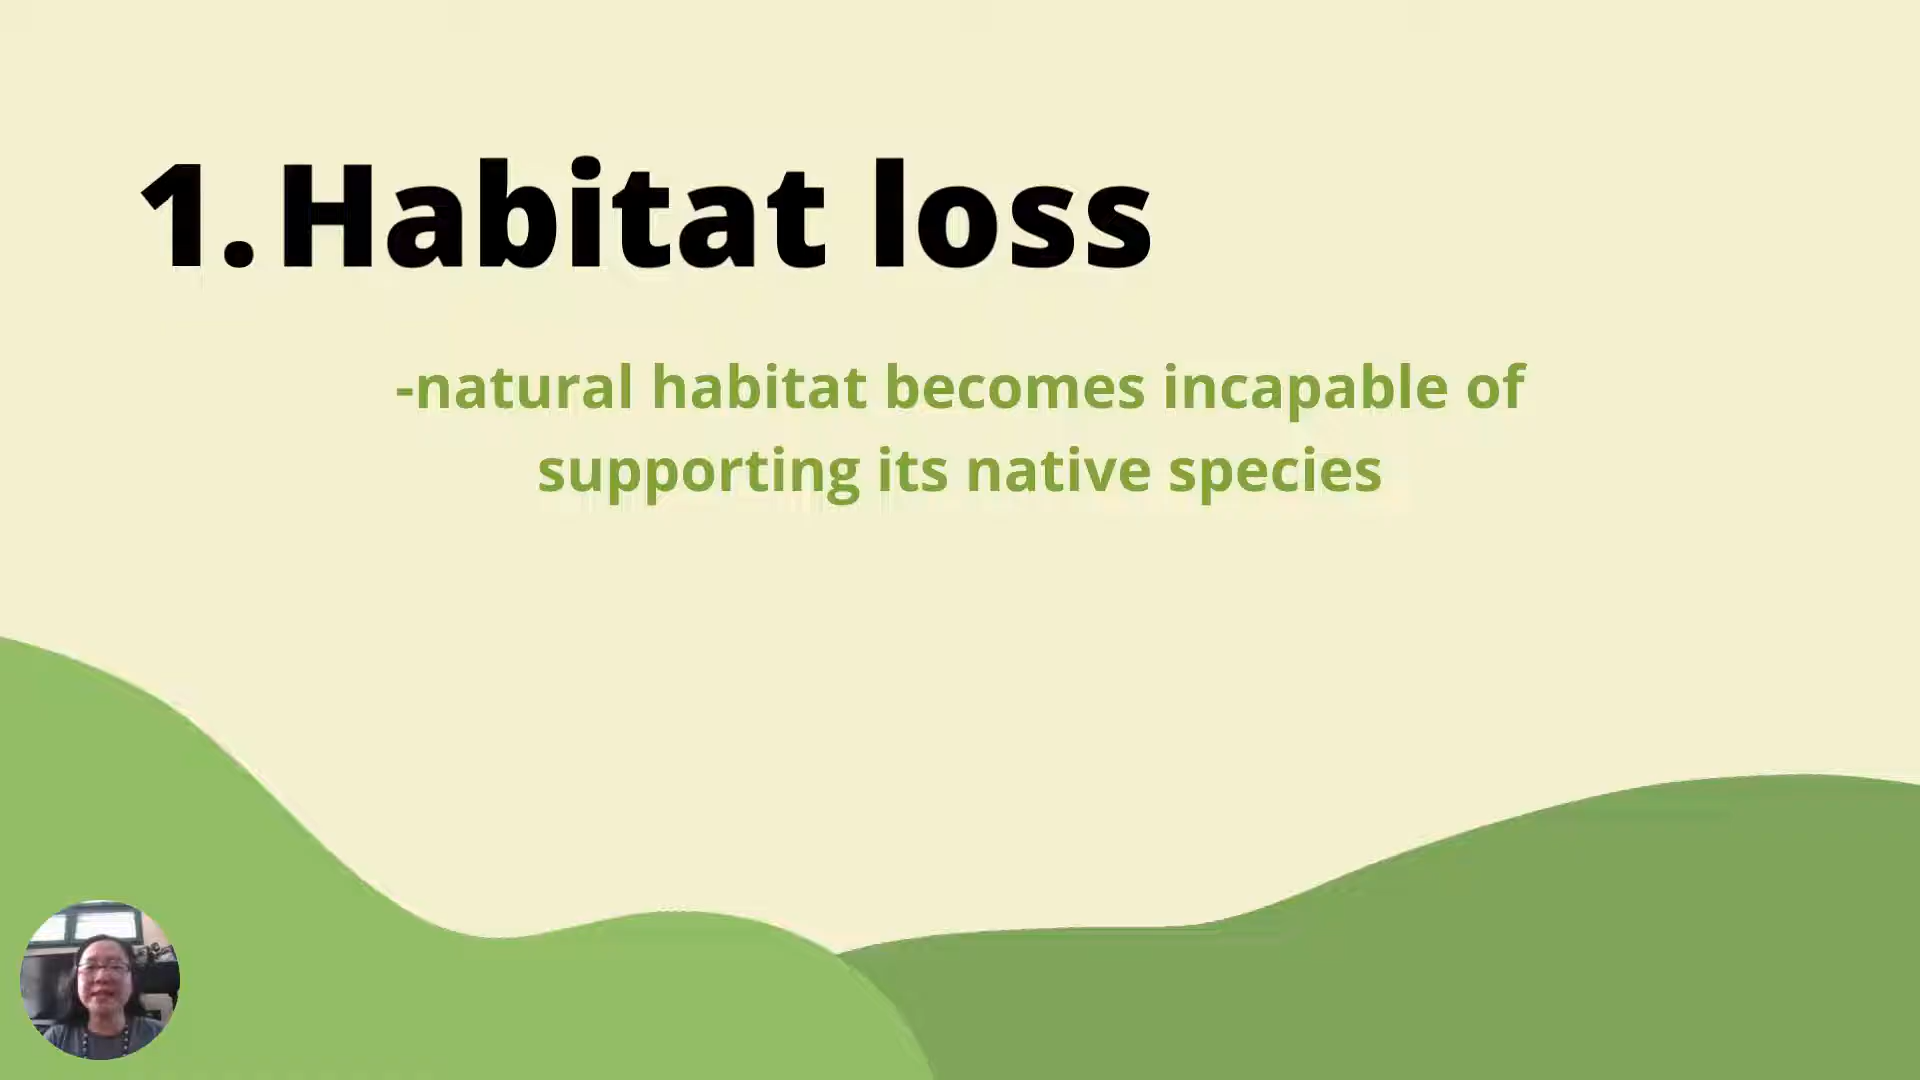 1. Habitat loss
-natural habitat becomes incapable of
supporting its native species